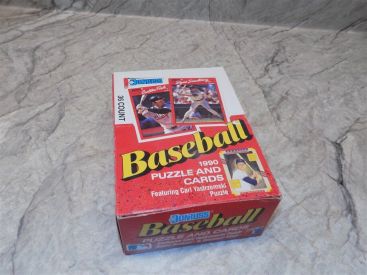 DONRUSS
36 COUNT
Baseball
1990
PUZZLE AND
CARDS
Featuring Carl Yastrzemski
Puzzle
DONRUSS
Baseball
PUZZLE AND CARDS